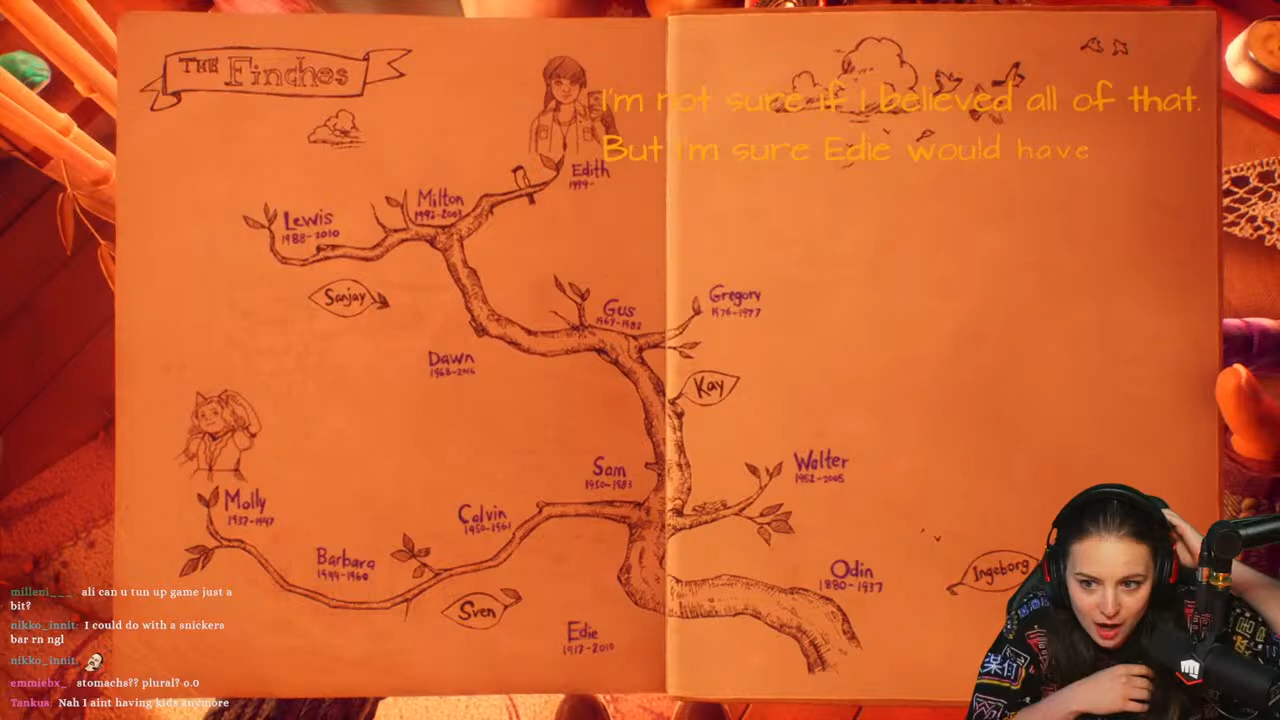 THE Finches
I'm not sure if I believed all of that.
But I'm sure Edie would have
Edith
1999-
Milton
1992-2003
Lewis
1988-2010
Sanjay
Gus
1969-1982
Gregory
1976-1977
Dawn
1968-2016
Kay
Sam
1950-1983
Walter
1952-2005
Molly
1937-1947
Calvin
1950-1961
Barbara
1944-1960
Sven
Odin
1880-1937
Ingeborg
Edie
1917-2010
milleni___ ali can u tun up game just a
bit?
nikko_innit: I could do with a snickers
bar rn ngl
nikko_innit:
emmiebx_: stomachs?? plural? o.o
Tankus: Nah I aint having kids anymore